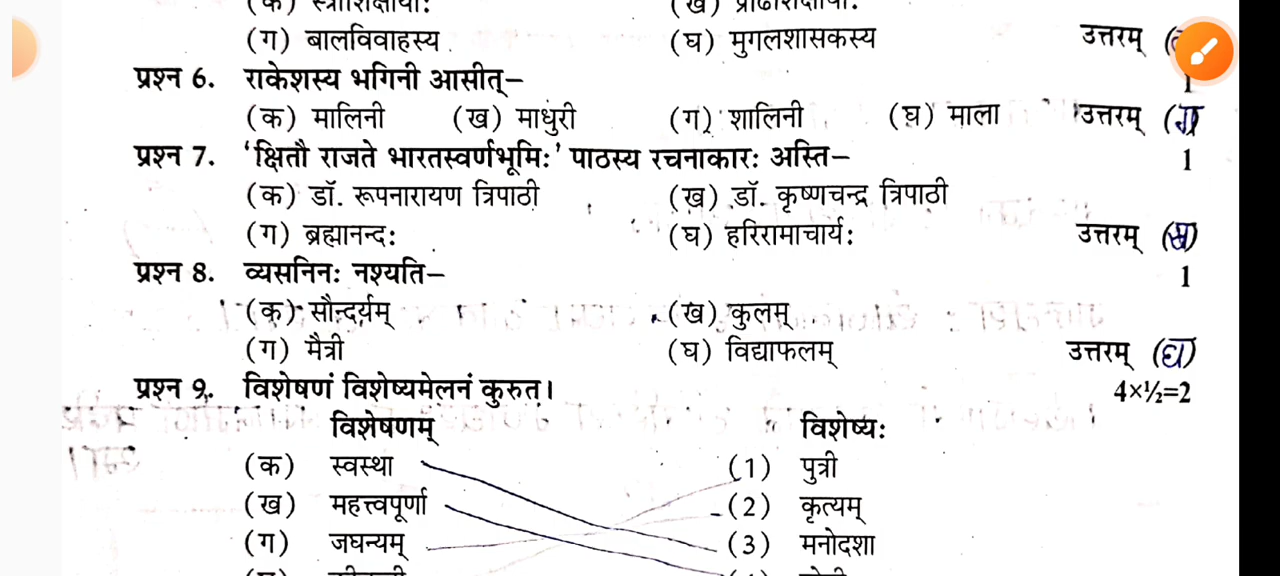 (ग) बालविवाहस्य (घ) मुगलशासकस्य उत्तरम् (
प्रश्न 6. राकेशस्य भगिनी आसीत्– 1
(क) मालिनी (ख) माधुरी (ग) शालिनी (घ) माला उत्तरम् (ग)
प्रश्न 7. 'क्षितौ राजते भारतस्वर्णभूमिः' पाठस्य रचनाकारः अस्ति– 1
(क) डॉ. रूपनारायण त्रिपाठी (ख) डॉ. कृष्णचन्द्र त्रिपाठी
(ग) ब्रह्मानन्दः (घ) हरिरामाचार्यः उत्तरम् (ख)
प्रश्न 8. व्यसनिनः नश्यति– 1
(क) सौन्दर्यम् (ख) कुलम्
(ग) मैत्री (घ) विद्याफलम् उत्तरम् (घ)
प्रश्न 9. विशेषणं विशेष्यमेलनं कुरुत। 4×½=2
विशेषणम् विशेष्यः
(क) स्वस्था (1) पुत्री
(ख) महत्त्वपूर्णा (2) कृत्यम्
(ग) जघन्यम् (3) मनोदशा